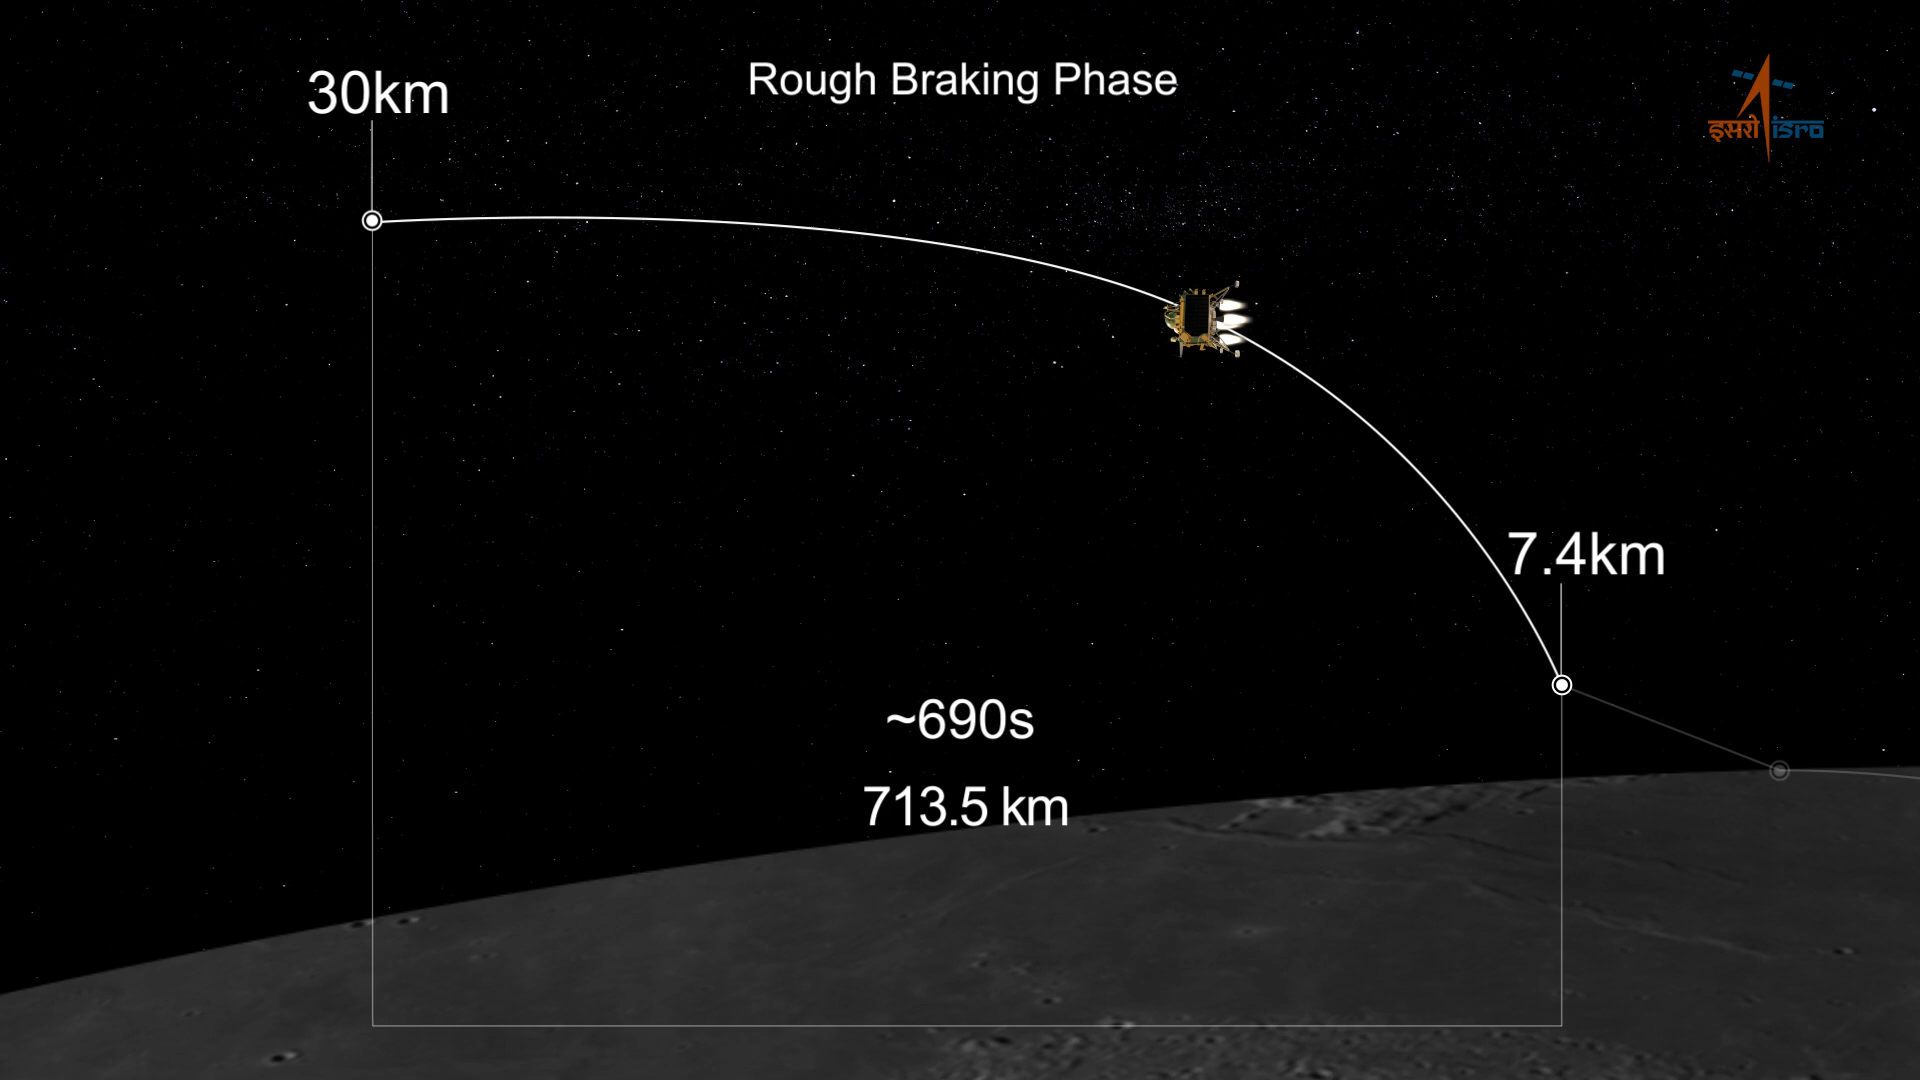 Rough Braking Phase
30km
इसरो isro
7.4km
~690s
713.5 km